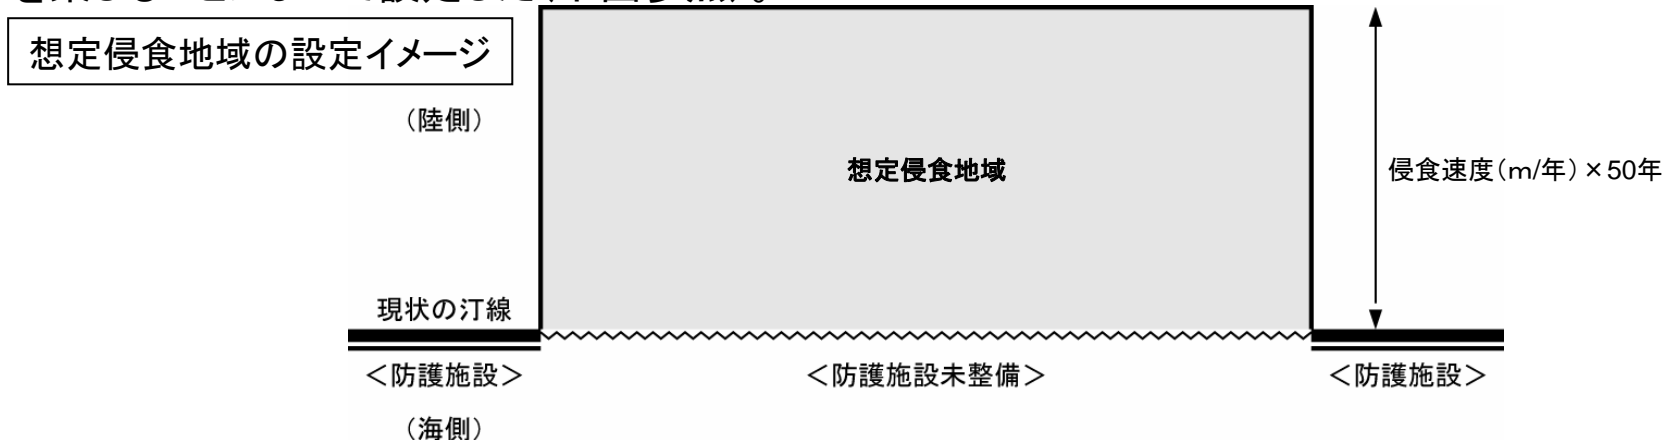 想定侵食地域の設定イメージ
（陸側）
想定侵食地域
侵食速度（ｍ/年）×50年
現状の汀線
＜防護施設＞
＜防護施設未整備＞
＜防護施設＞
（海側）